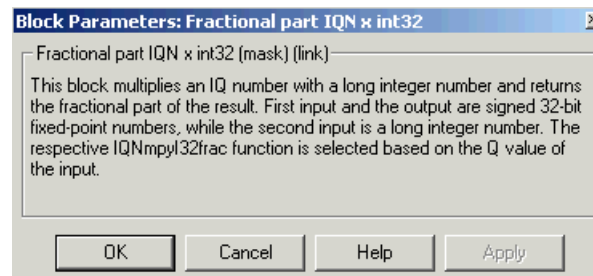 Block Parameters: Fractional part IQN x int32
Fractional part IQN x int32 (mask) (link)
This block multiplies an IQ number with a long integer number and returns
the fractional part of the result. First input and the output are signed 32-bit
fixed-point numbers, while the second input is a long integer number. The
respective IQNmpyI32frac function is selected based on the Q value of
the input.
OK Cancel Help Apply